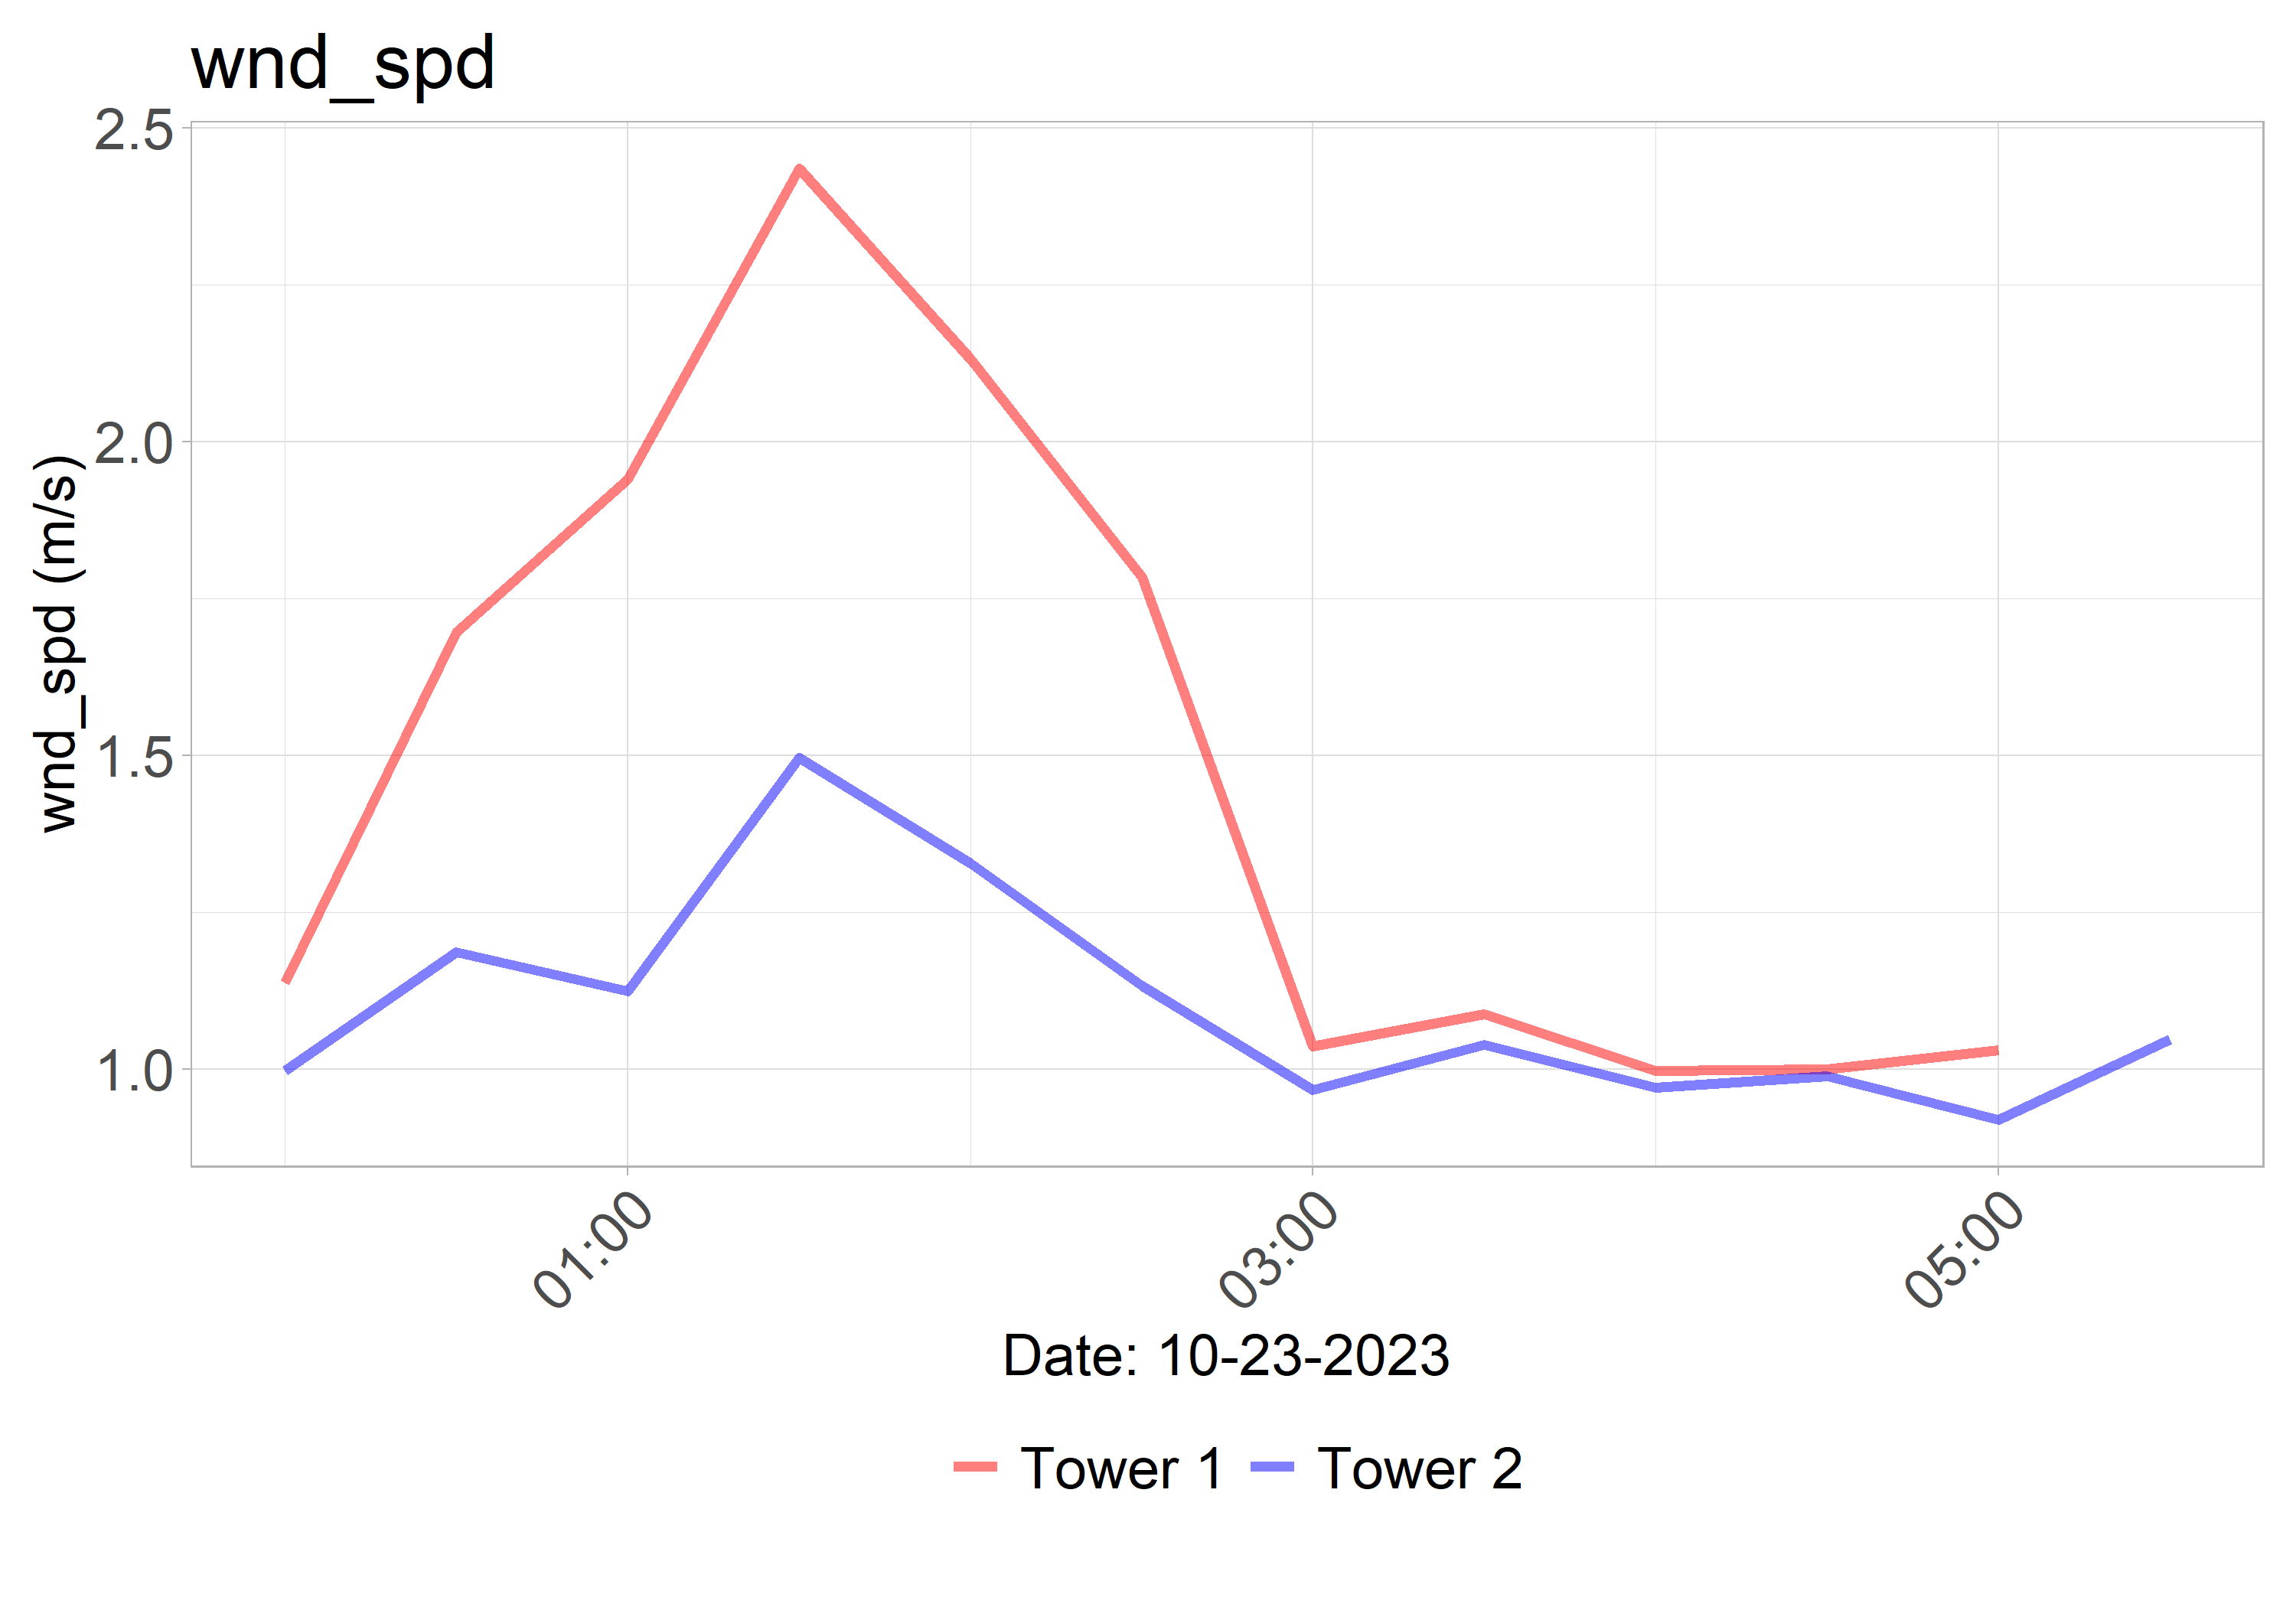 wnd_spd
2.5
2.0
1.5
1.0
wnd_spd (m/s)
01:00
03:00
05:00
Date: 10-23-2023
Tower 1
Tower 2